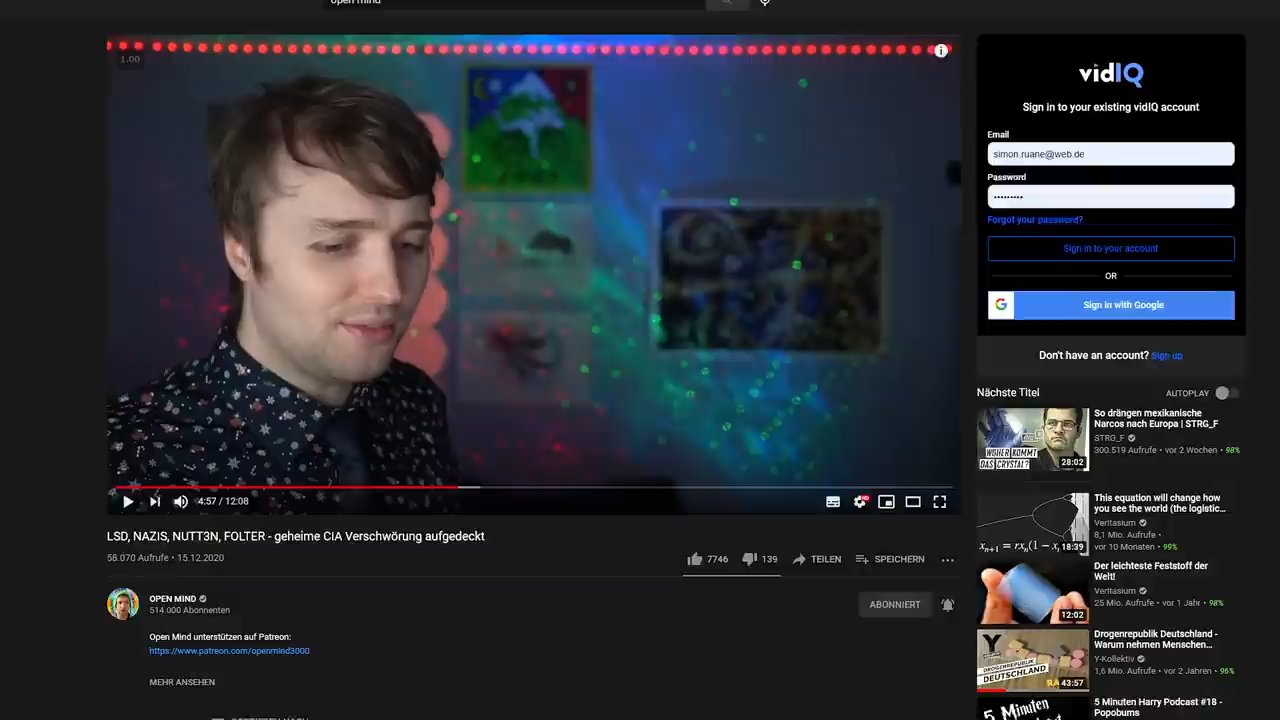 open mind
1.00
4:57 / 12:08
LSD, NAZIS, NUTT3N, FOLTER - geheime CIA Verschwörung aufgedeckt
58.070 Aufrufe • 15.12.2020
7746
139
TEILEN
SPEICHERN
OPEN MIND
514.000 Abonnenten
ABONNIERT
Open Mind unterstützen auf Patreon:
https://www.patreon.com/openmind3000
MEHR ANSEHEN
vidIQ
Sign in to your existing vidIQ account
Email
simon.ruane@web.de
Password
•••••••••
Forgot your password?
Sign in to your account
OR
G
Sign in with Google
Don't have an account? Sign up
Nächste Titel
AUTOPLAY
WOHER KOMMT
DAS CRYSTAL?
28:02
So drängen mexikanische
Narcos nach Europa | STRG_F
STRG_F
300.519 Aufrufe • vor 2 Wochen • 98%
18:39
This equation will change how
you see the world (the logistic...
Veritasium
8,1 Mio. Aufrufe •
vor 10 Monaten • 99%
12:02
Der leichteste Feststoff der
Welt!
Veritasium
25 Mio. Aufrufe • vor 1 Jahr • 98%
Y
DROGENREPUBLIK
DEUTSCHLAND
43:57
Drogenrepublik Deutschland -
Warum nehmen Menschen...
Y-Kollektiv
1,6 Mio. Aufrufe • vor 2 Jahren • 96%
5 Minuten
5 Minuten Harry Podcast #18 -
Popobums